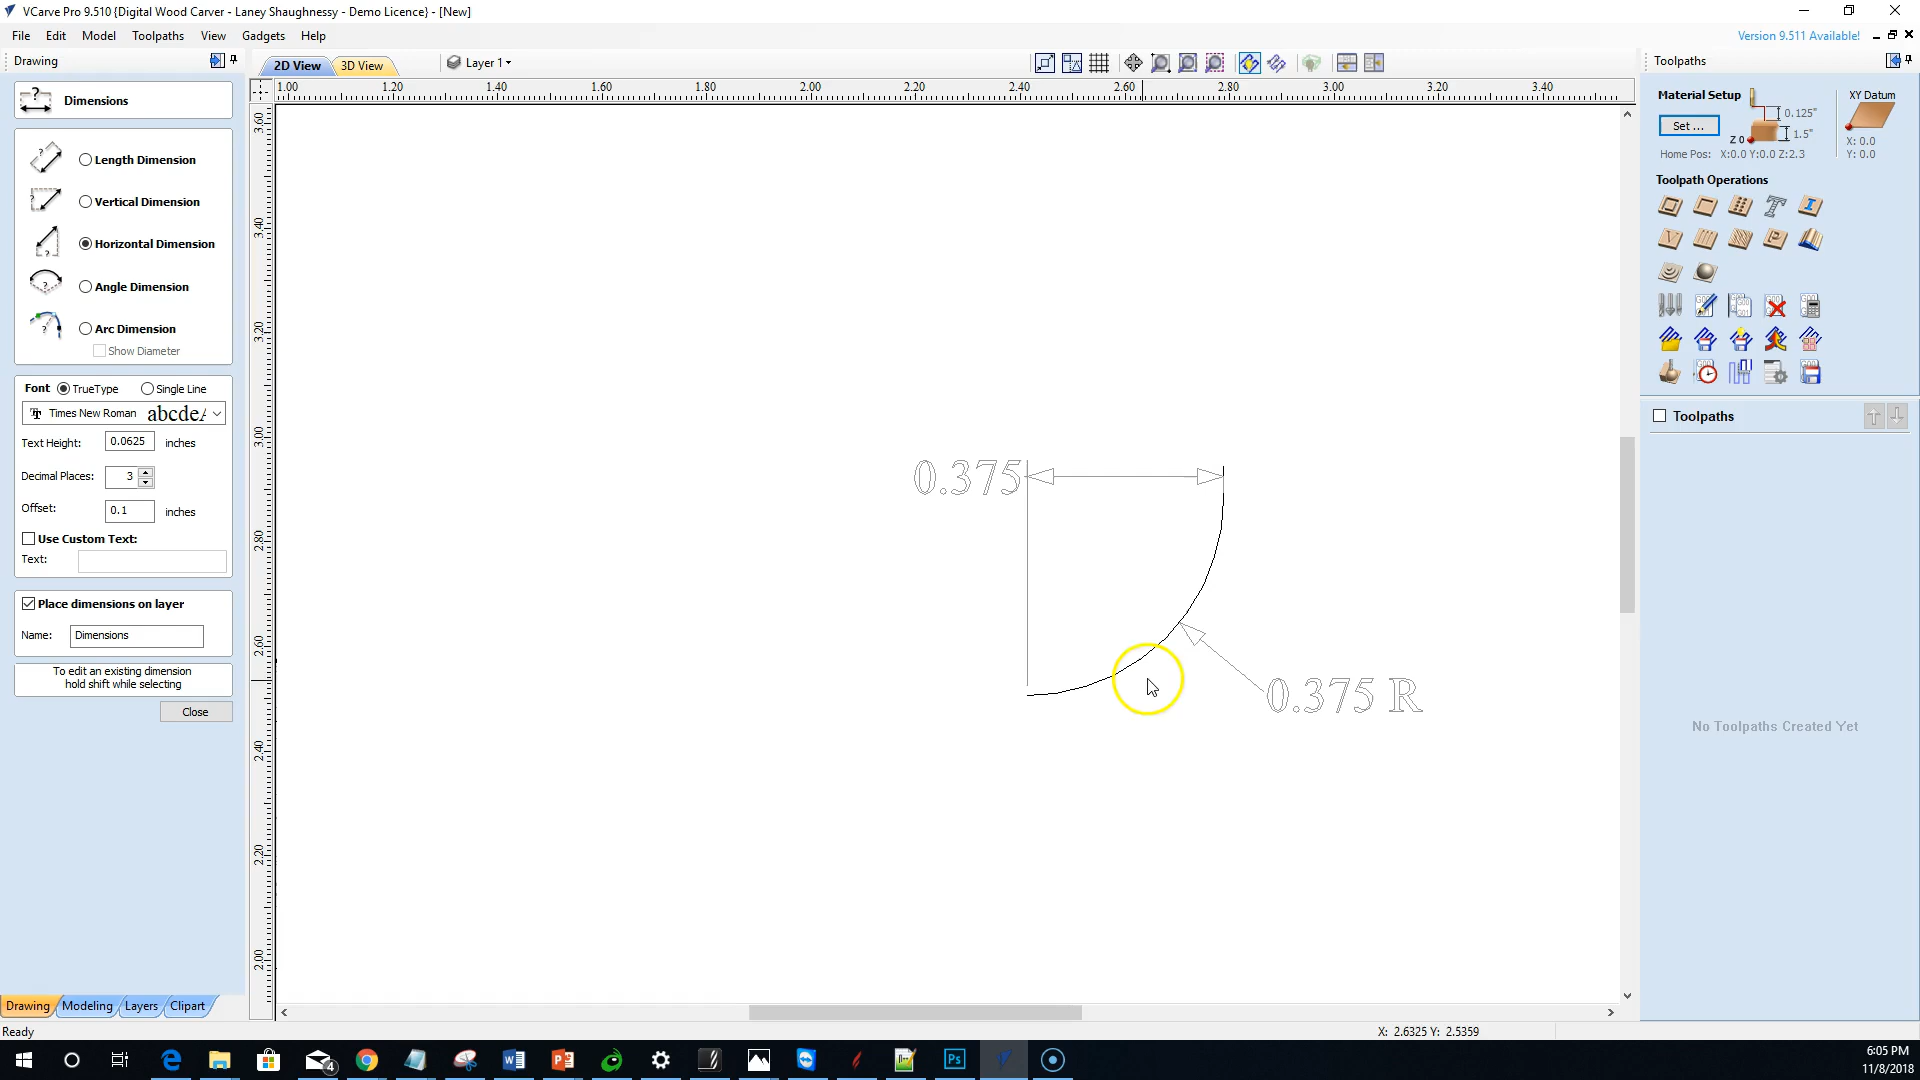 VCarve Pro 9.510 {Digital Wood Carver - Laney Shaughnessy - Demo Licence} - [New]
File Edit Model Toolpaths View Gadgets Help
Version 9.511 Available!
Drawing
2D View
3D View
Layer 1
Toolpaths
Dimensions
Length Dimension
Vertical Dimension
Horizontal Dimension
Angle Dimension
Arc Dimension
Show Diameter
Font TrueType Single Line
Times New Roman abcde
Text Height: 0.0625 inches
Decimal Places: 3
Offset: 0.1 inches
Use Custom Text:
Text:
Place dimensions on layer
Name: Dimensions
To edit an existing dimension
hold shift while selecting
Close
Drawing Modeling Layers Clipart
1.00 1.20 1.40 1.60 1.80 2.00 2.20 2.40 2.60 2.80 3.00 3.20 3.40
3.60
3.40
3.20
3.00
2.80
2.60
2.40
2.20
2.00
0.375
0.375 R
Material Setup
Set ...
0.125"
1.5"
Z 0
Home Pos: X:0.0 Y:0.0 Z:2.3
XY Datum
X: 0.0
Y: 0.0
Toolpath Operations
Toolpaths
No Toolpaths Created Yet
Ready
X: 2.6325 Y: 2.5359
4
6:05 PM
11/8/2018